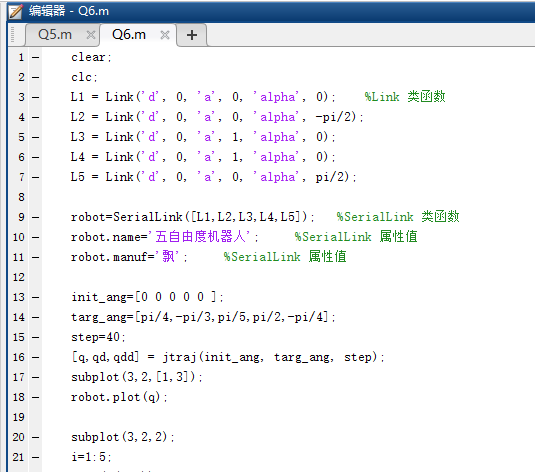 编辑器 - Q6.m
Q5.m × Q6.m × +
1 — clear;
2 — clc;
3 — L1 = Link('d', 0, 'a', 0, 'alpha', 0); %Link 类函数
4 — L2 = Link('d', 0, 'a', 0, 'alpha', -pi/2);
5 — L3 = Link('d', 0, 'a', 1, 'alpha', 0);
6 — L4 = Link('d', 0, 'a', 1, 'alpha', 0);
7 — L5 = Link('d', 0, 'a', 0, 'alpha', pi/2);
8
9 — robot=SerialLink([L1,L2,L3,L4,L5]); %SerialLink 类函数
10 — robot.name='五自由度机器人'; %SerialLink 属性值
11 — robot.manuf='飘'; %SerialLink 属性值
12
13 — init_ang=[0 0 0 0 0 ];
14 — targ_ang=[pi/4,-pi/3,pi/5,pi/2,-pi/4];
15 — step=40;
16 — [q,qd,qdd] = jtraj(init_ang, targ_ang, step);
17 — subplot(3,2,[1,3]);
18 — robot.plot(q);
19
20 — subplot(3,2,2);
21 — i=1:5;